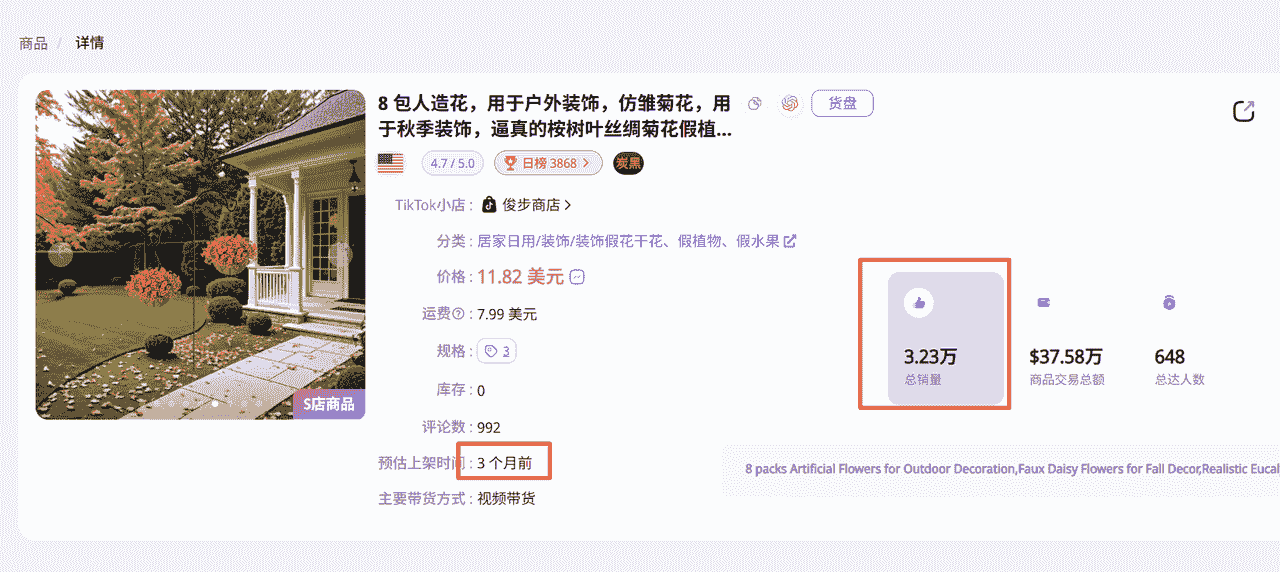 商品 / 详情
8 包人造花，用于户外装饰，仿雏菊花，用
于秋季装饰，逼真的桉树叶丝绸菊花假植...
货盘
4.7 / 5.0
日榜 3868 >
炭黑
TikTok小店 : 俊步商店 >
分类 : 居家日用/装饰/装饰假花干花、假植物、假水果
价格 : 11.82 美元
运费? : 7.99 美元
规格 : 3
库存 : 0
评论数 : 992
预估上架时间 : 3 个月前
主要带货方式 : 视频带货
S店商品
3.23万
总销量
$37.58万
商品交易总额
648
总达人数
8 packs Artificial Flowers for Outdoor Decoration,Faux Daisy Flowers for Fall Decor,Realistic Eucal